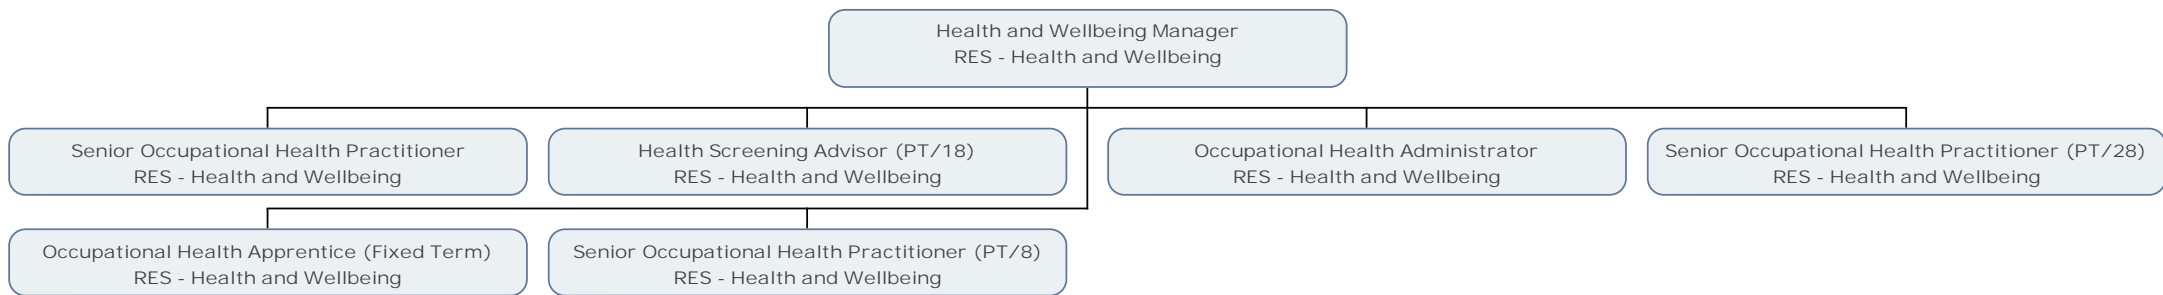 Health and Wellbeing Manager
RES - Health and Wellbeing
Senior Occupational Health Practitioner
RES - Health and Wellbeing
Health Screening Advisor (PT/18)
RES - Health and Wellbeing
Occupational Health Administrator
RES - Health and Wellbeing
Senior Occupational Health Practitioner (PT/28)
RES - Health and Wellbeing
Occupational Health Apprentice (Fixed Term)
RES - Health and Wellbeing
Senior Occupational Health Practitioner (PT/8)
RES - Health and Wellbeing